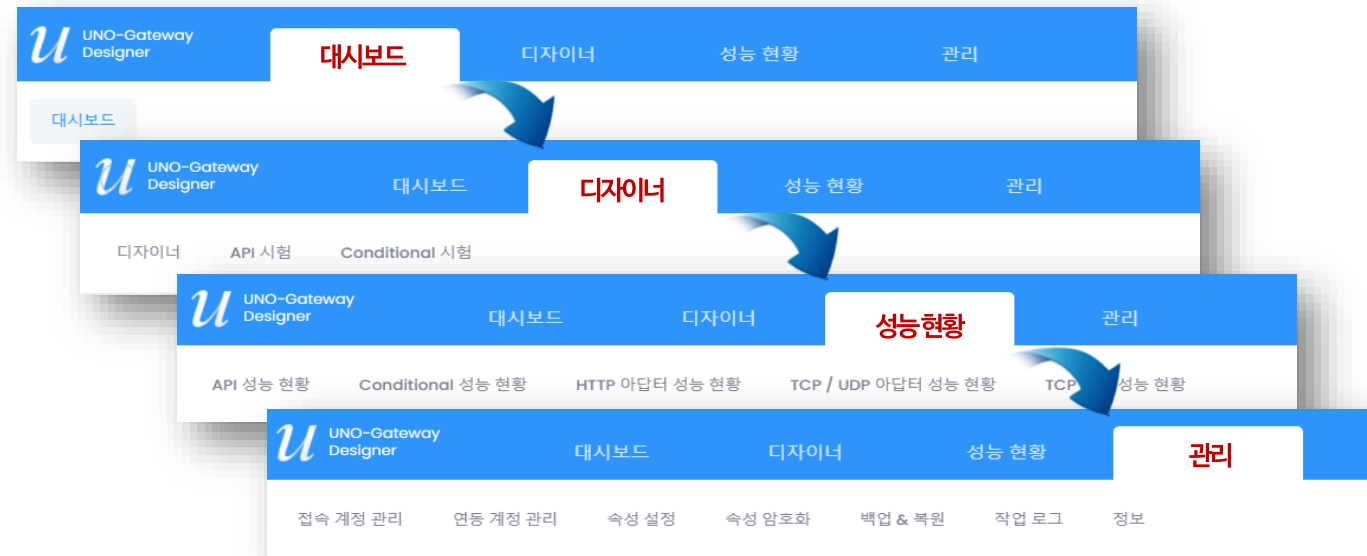 U UNO-Gateway
Designer
대시보드 디자이너 성능 현황 관리
대시보드
U UNO-Gateway
Designer
대시보드 디자이너 성능 현황 관리
디자이너 API 시험 Conditional 시험
U UNO-Gateway
Designer
대시보드 디자이너 성능현황 관리
API 성능 현황 Conditional 성능 현황 HTTP 아답터 성능 현황 TCP / UDP 아답터 성능 현황 TCP 성능 현황
U UNO-Gateway
Designer
대시보드 디자이너 성능 현황 관리
접속 계정 관리 연동 계정 관리 속성 설정 속성 암호화 백업 & 복원 작업 로그 정보